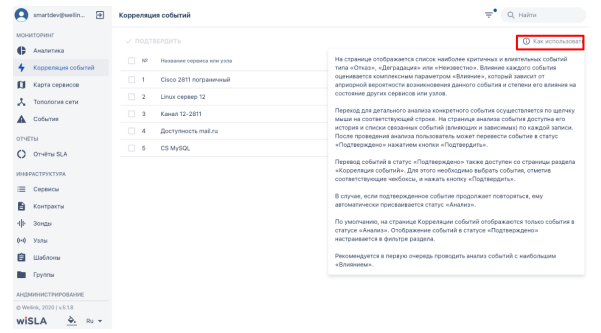 smartdev@wellin...
Корреляция событий
Найти
МОНИТОРИНГ
Аналитика
Корреляция событий
Карта сервисов
Топология сети
События
ОТЧЁТЫ
Отчёты SLA
ИНФРАСТРУКТУРА
Сервисы
Контракты
Зонды
Узлы
Шаблоны
Группы
АНДМИНИСТРИРОВАНИЕ
© Wellink, 2020 | v.5.1.8
wiSLA
Ru
ПОДТВЕРДИТЬ
Как использовать
№ Название сервиса или узла
1 Cisco 2811 пограничный
2 Linux сервер 12
3 Канал 12-2811
4 Доступность mail.ru
5 CS MySQL
На странице отображается список наиболее критичных и влиятельных событий
типа «Отказ», «Деградация» или «Неизвестно». Влияние каждого события
оценивается комплексным параметром «Влияние», который зависит от
априорной вероятности возникновения данного события и степени его влияния на
состояние других сервисов или узлов.
Переход для детального анализа конкретного события осуществляется по щелчку
мыши на соответствующей строке. На странице анализа события доступна его
история и списки связанных событий (влияющих и зависимых) по каждой записи.
После проведения анализа пользователь может перевести событие в статус
«Подтверждено» нажатием кнопки «Подтвердить».
Перевод событий в статус «Подтверждено» также доступен со страницы раздела
«Корреляция событий». Для этого необходимо выбрать события, отметив
соответствующие чекбоксы, и нажать кнопку «Подтвердить».
В случае, если подтвержденное событие продолжает повторяться, ему
автоматически присваивается статус «Анализ».
По умолчанию, на странице Корреляции событий отображаются только события в
статусе «Анализ». Отображение событий в статусе «Подтверждено»
настраивается в фильтре раздела.
Рекомендуется в первую очередь проводить анализ событий с наибольшим
«Влиянием».